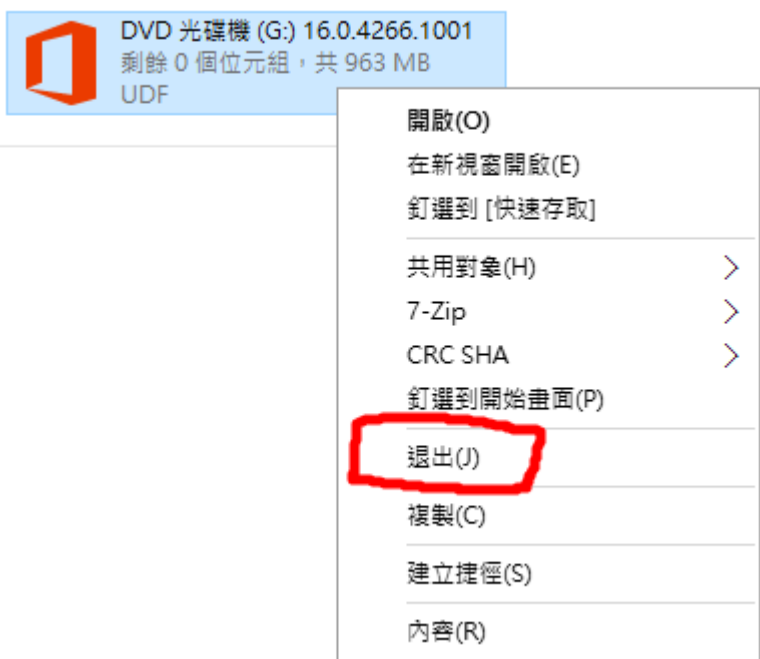 DVD 光碟機 (G:) 16.0.4266.1001
剩餘 0 個位元組，共 963 MB
UDF
開啟(O)
在新視窗開啟(E)
釘選到 [快速存取]
共用對象(H)
7-Zip
CRC SHA
釘選到開始畫面(P)
退出(J)
複製(C)
建立捷徑(S)
內容(R)